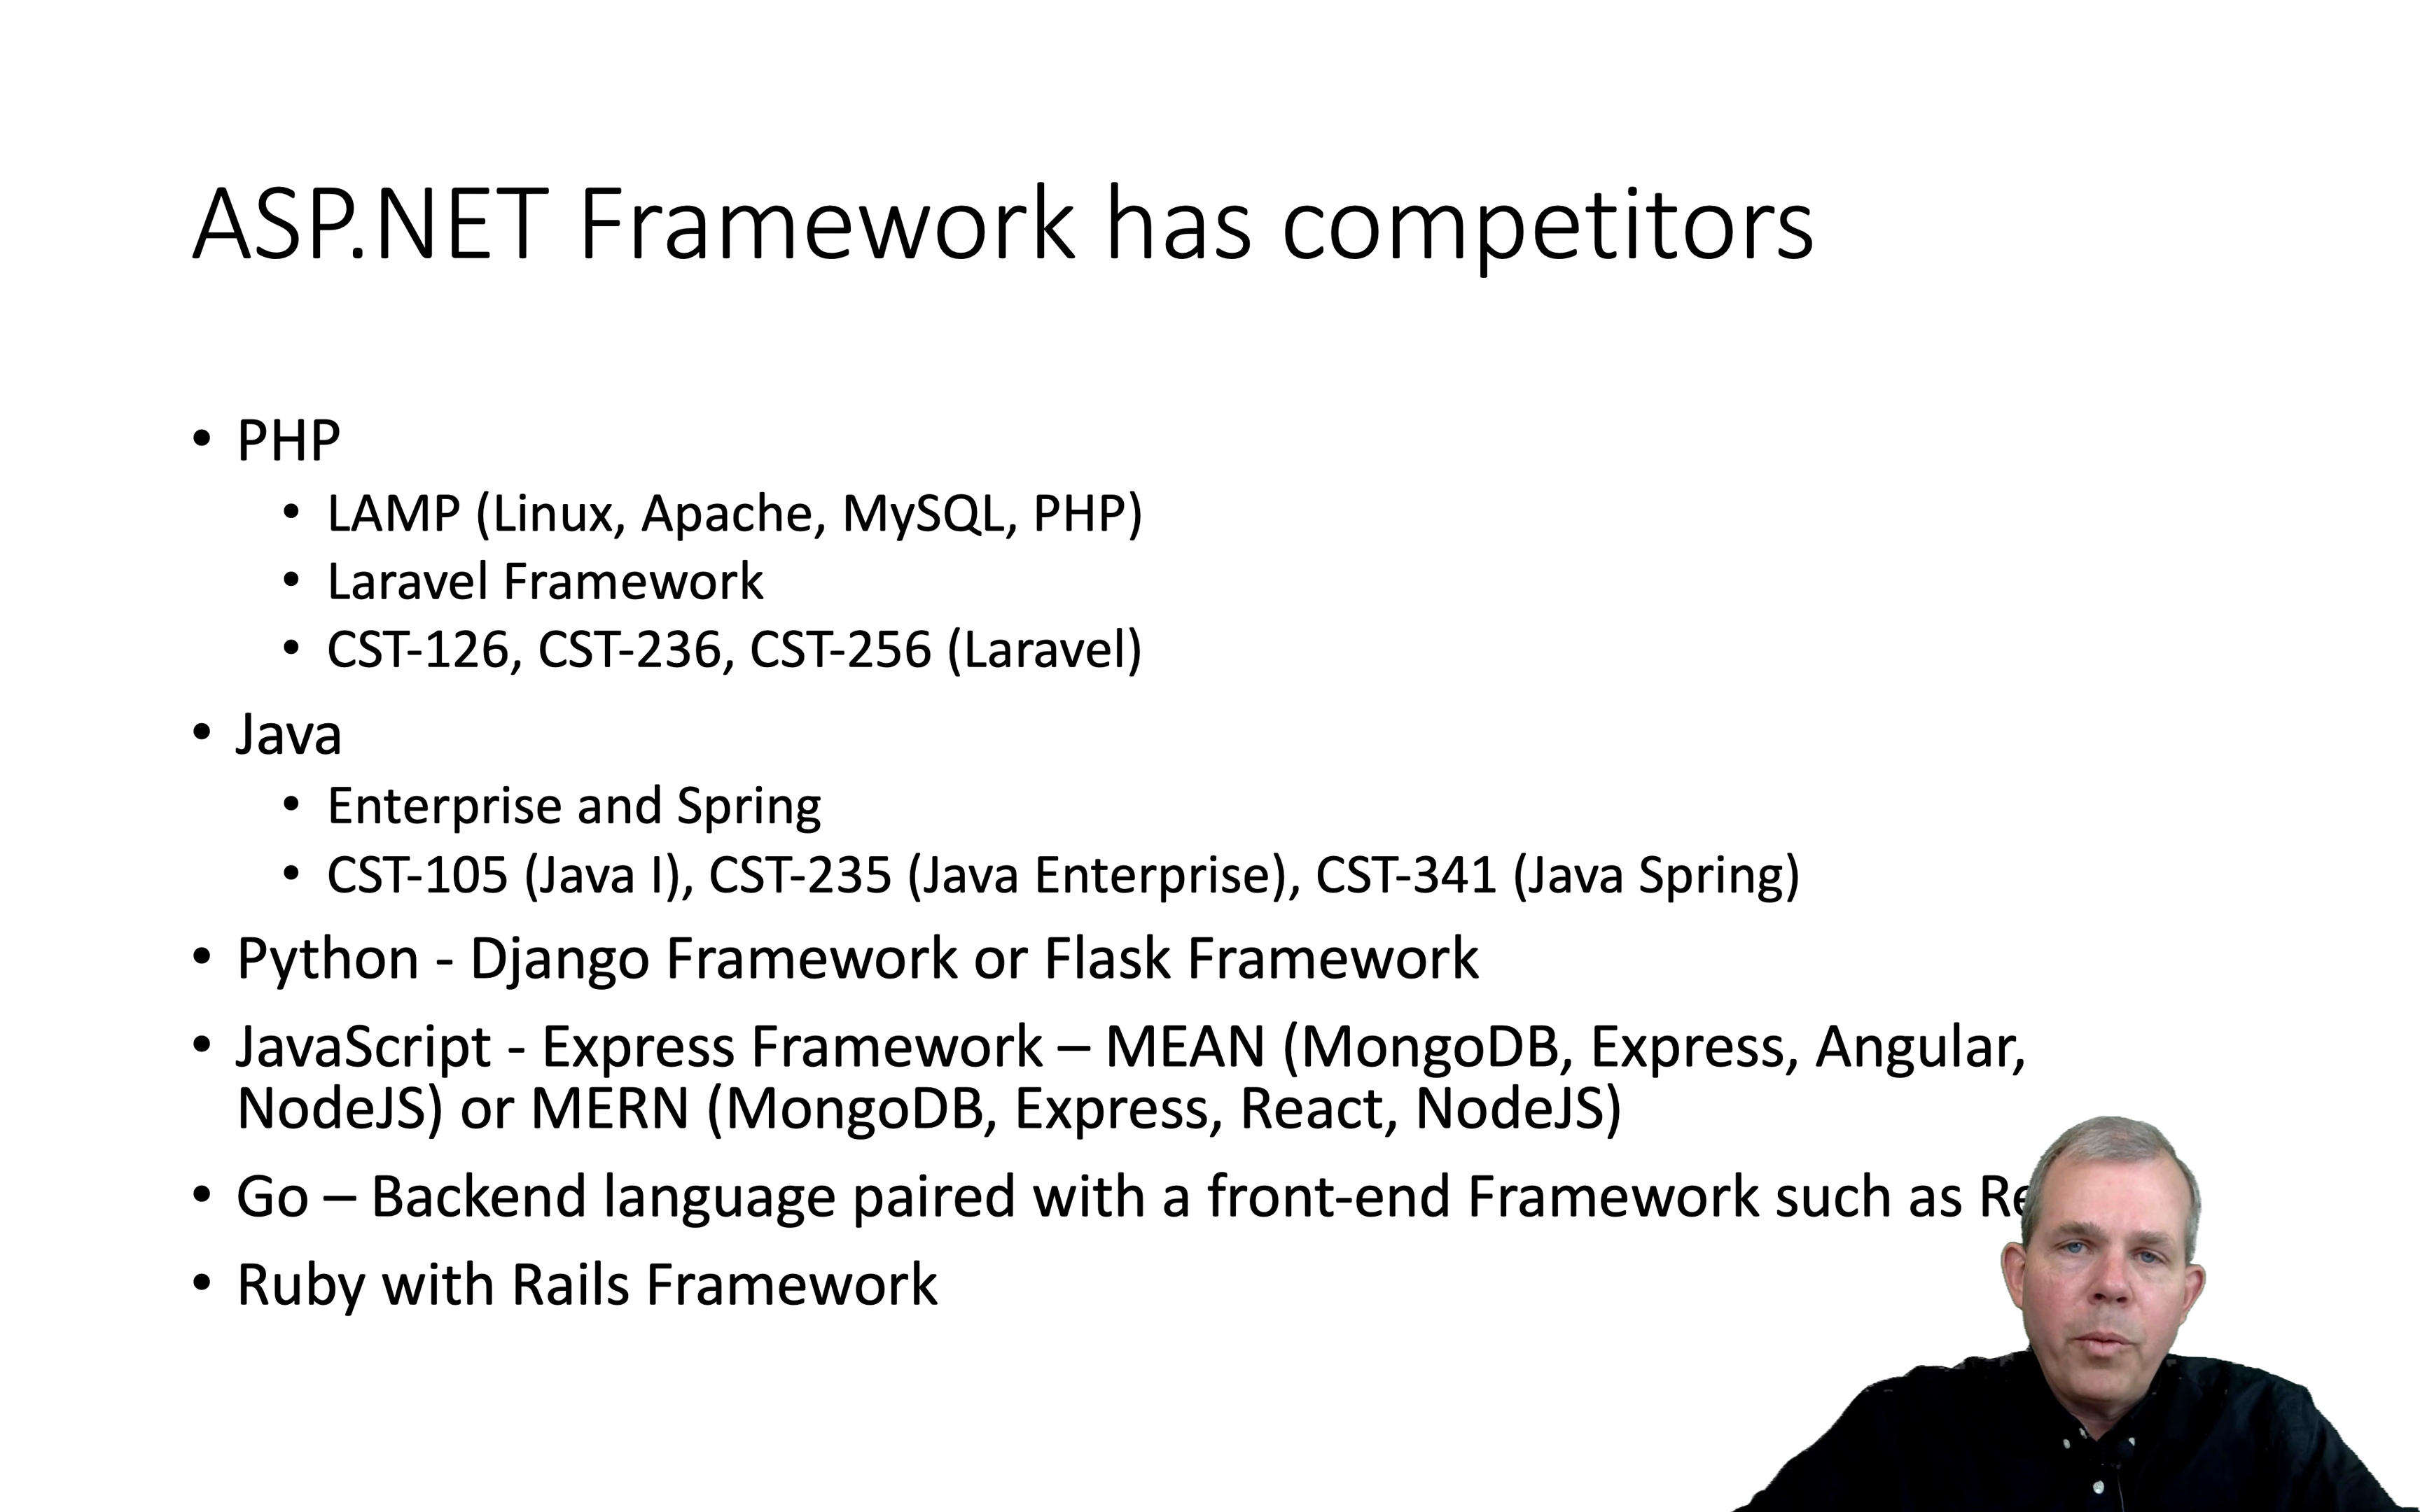 ASP.NET Framework has competitors
• PHP
• LAMP (Linux, Apache, MySQL, PHP)
• Laravel Framework
• CST-126, CST-236, CST-256 (Laravel)
• Java
• Enterprise and Spring
• CST-105 (Java I), CST-235 (Java Enterprise), CST-341 (Java Spring)
• Python - Django Framework or Flask Framework
• JavaScript - Express Framework – MEAN (MongoDB, Express, Angular,
NodeJS) or MERN (MongoDB, Express, React, NodeJS)
• Go – Backend language paired with a front-end Framework such as
• Ruby with Rails Framework